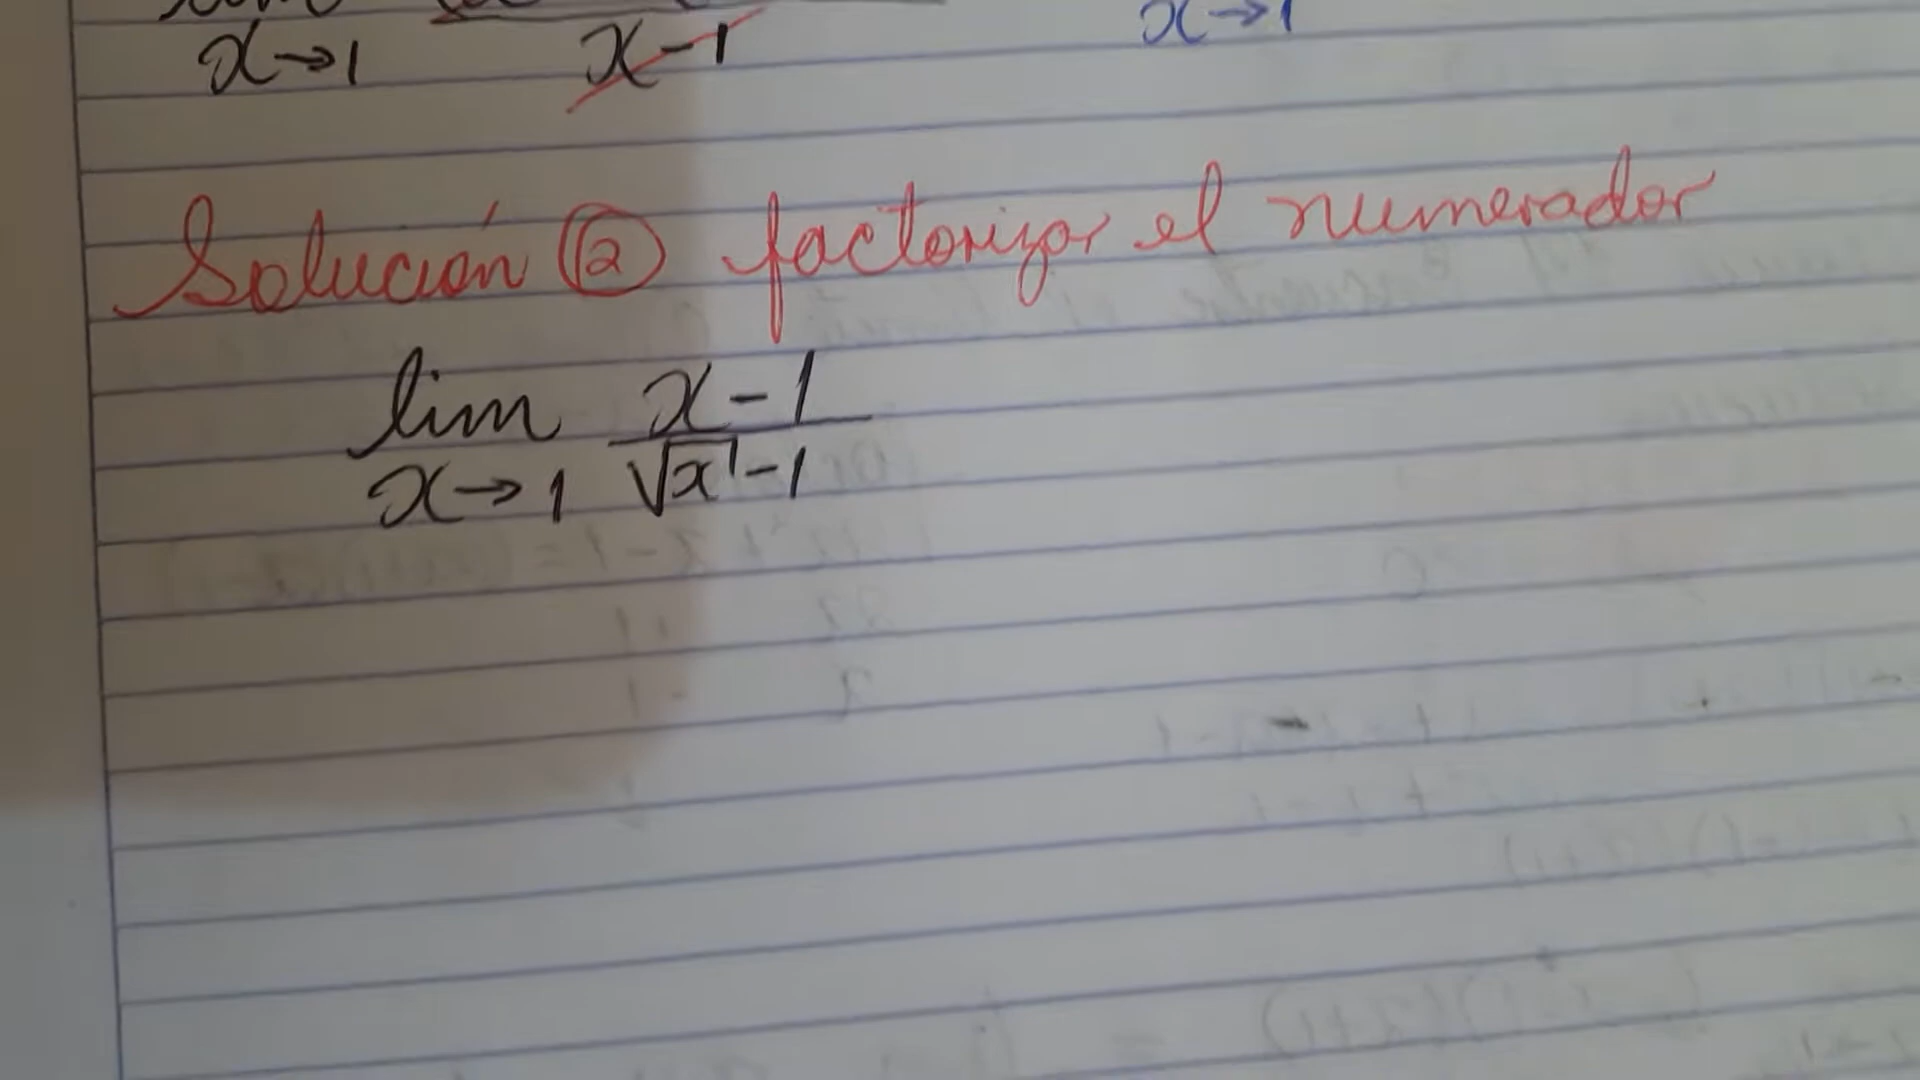 x→1 x-1 x→1
Solución ② factorizar el numerador
lim x-1
x→1 √x-1